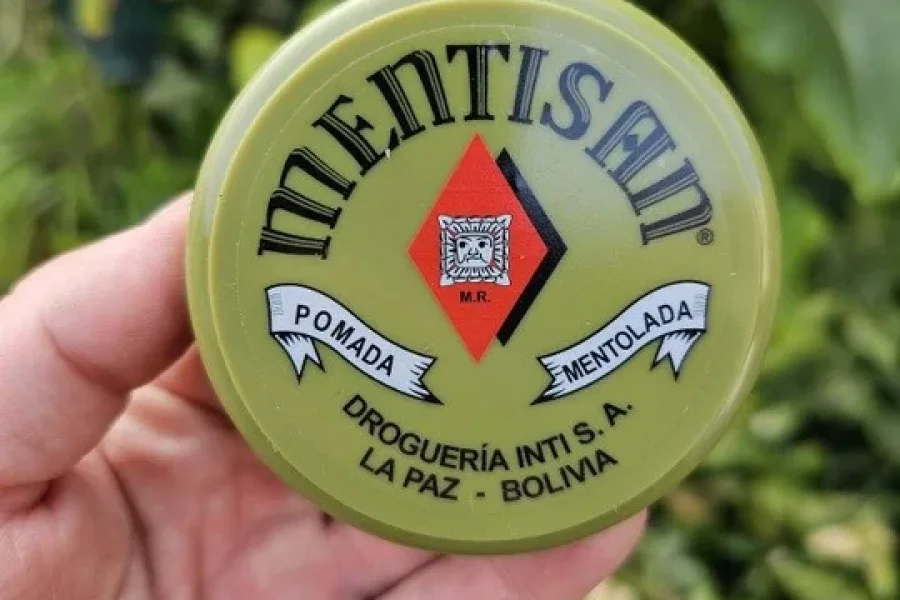 MENTISAN®
M.R.
POMADA
MENTOLADA
DROGUERÍA INTI S. A.
LA PAZ - BOLIVIA